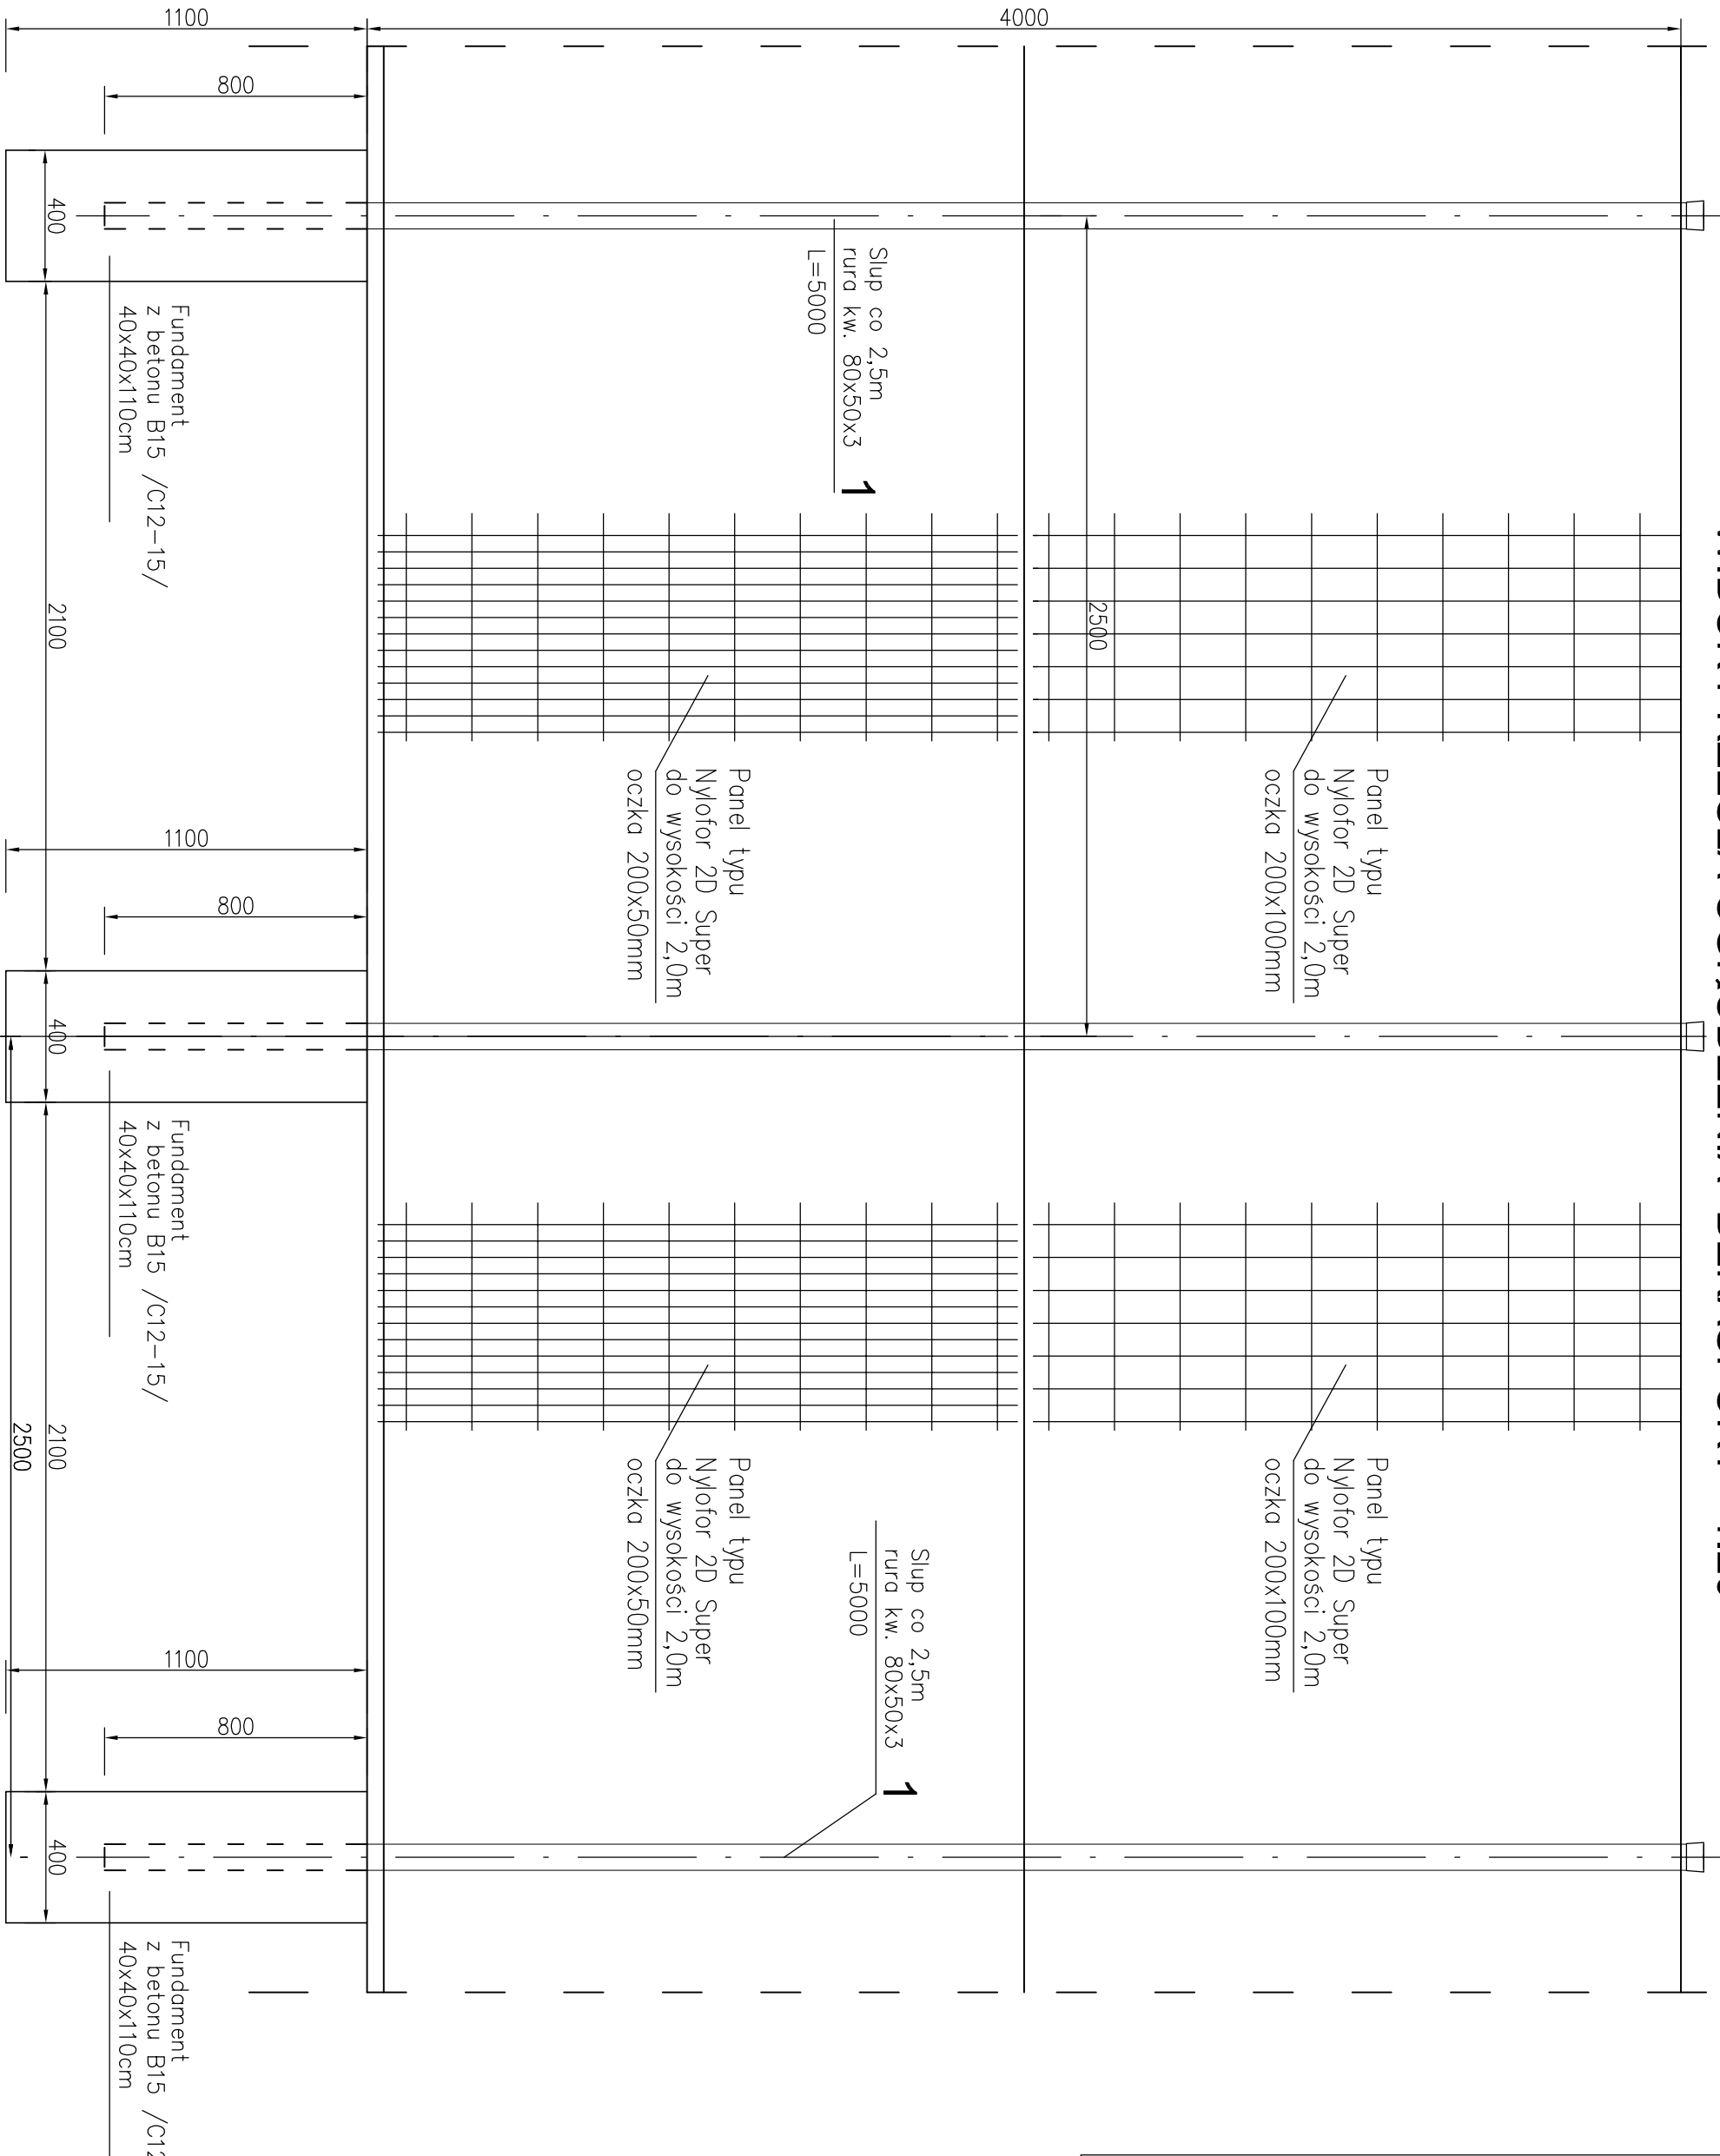 4000
1100
800
400
2100
1100
800
400
2100
1100
800
400
2500
2500
Panel typu
Nylofor 2D Super
do wysokości 2,0m
oczka 200x100mm
Panel typu
Nylofor 2D Super
do wysokości 2,0m
oczka 200x100mm
Slup co 2,5m
rura kw. 80x50x3 1
L=5000
Slup co 2,5m
rura kw. 80x50x3 1
L=5000
Panel typu
Nylofor 2D Super
do wysokości 2,0m
oczka 200x50mm
Panel typu
Nylofor 2D Super
do wysokości 2,0m
oczka 200x50mm
Fundament
z betonu B15 /C12-15/
40x40x110cm
Fundament
z betonu B15 /C12-15/
40x40x110cm
Fundament
z betonu B15
40x40x110cm